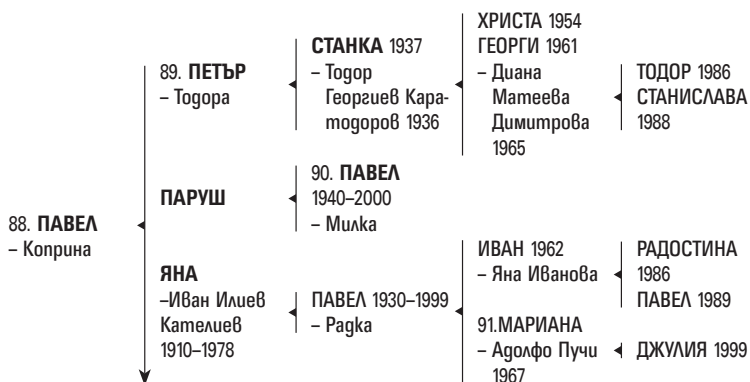 88. ПАВЕЛ
– Коприна
89. ПЕТЪР
– Тодора
ПАРУШ
ЯНА
–Иван Илиев
Кателиев
1910–1978
СТАНКА 1937
– Тодор
Георгиев Кара-
тодоров 1936
90. ПАВЕЛ
1940–2000
– Милка
ПАВЕЛ 1930–1999
– Радка
ХРИСТА 1954
ГЕОРГИ 1961
– Диана
Матеева
Димитрова
1965
ИВАН 1962
– Яна Иванова
91.МАРИАНА
– Адолфо Пучи
1967
ТОДОР 1986
СТАНИСЛАВА
1988
РАДОСТИНА
1986
ПАВЕЛ 1989
ДЖУЛИЯ 1999